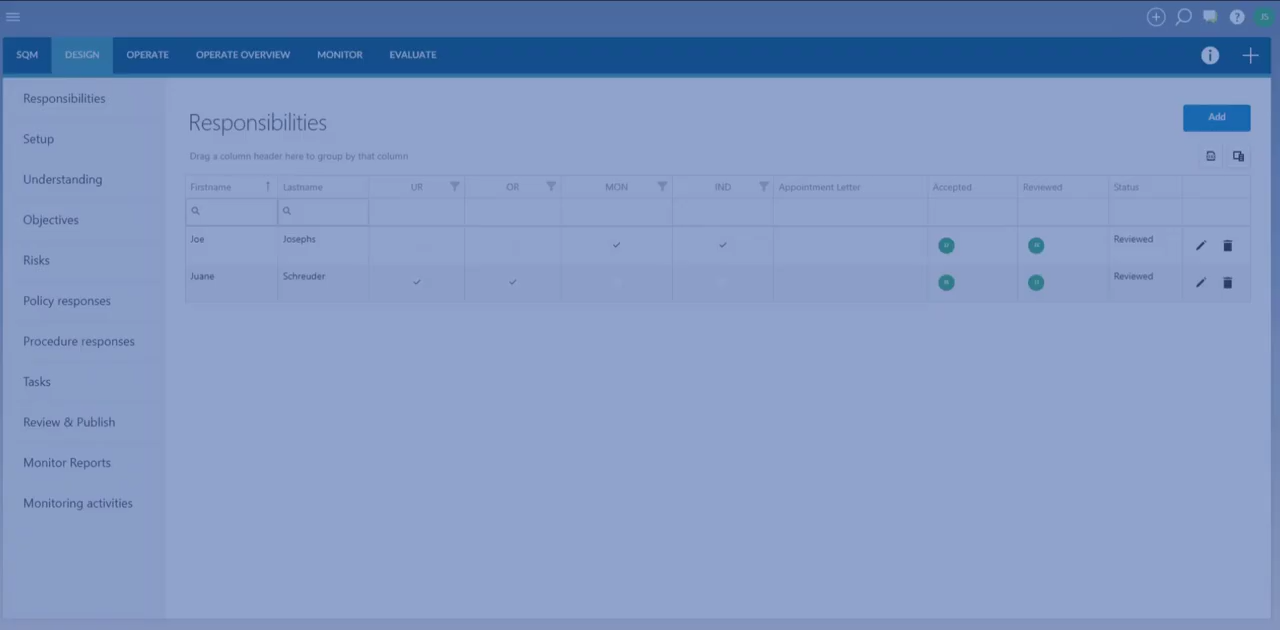 JS
SQM DESIGN OPERATE OPERATE OVERVIEW MONITOR EVALUATE
Responsibilities
Setup
Understanding
Objectives
Risks
Policy responses
Procedure responses
Tasks
Review & Publish
Monitor Reports
Monitoring activities
Responsibilities
Add
Drag a column header here to group by that column
Firstname Lastname UR OR MON IND Appointment Letter Accepted Reviewed Status
Joe Josephs Reviewed
Juane Schreuder Reviewed